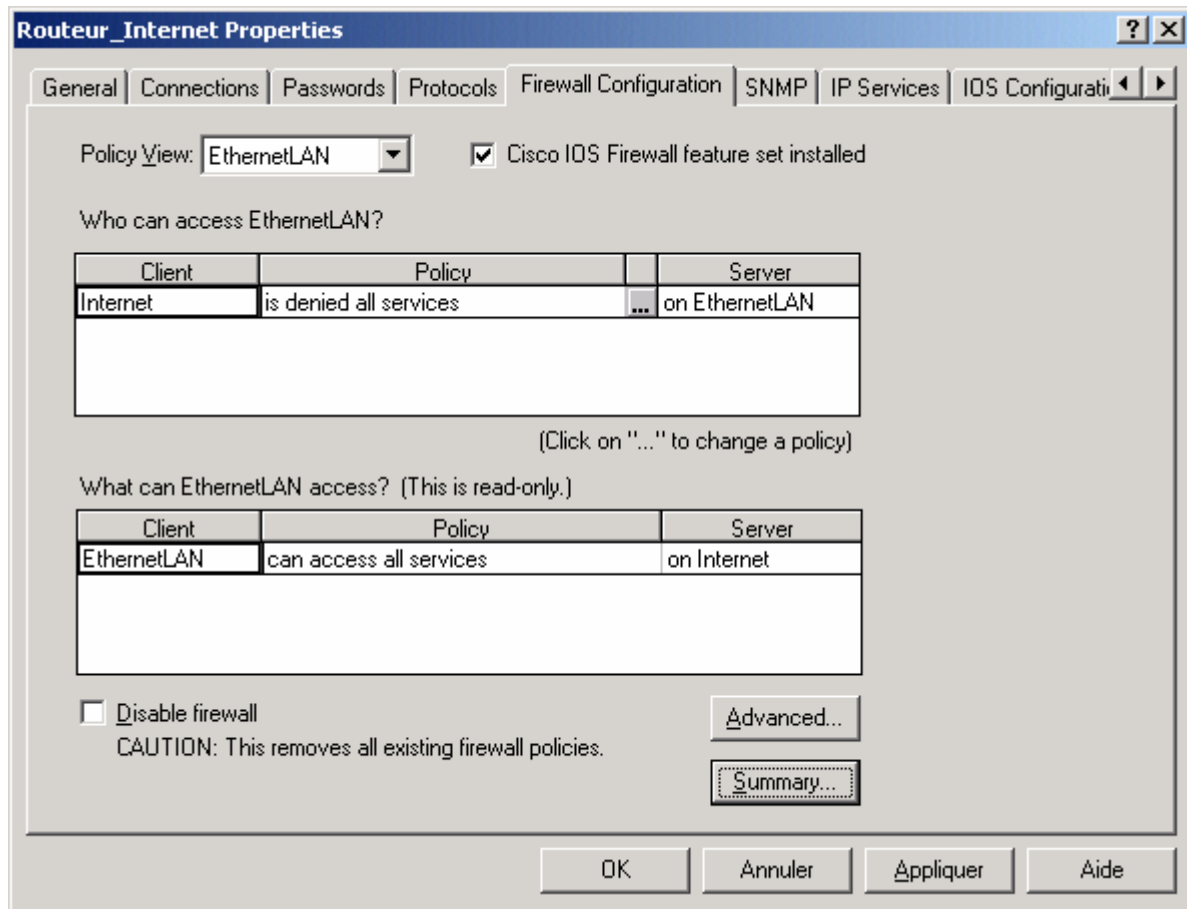 Routeur_Internet Properties
General Connections Passwords Protocols Firewall Configuration SNMP IP Services IOS Configurati
Policy View: EthernetLAN Cisco IOS Firewall feature set installed
Who can access EthernetLAN?
Client Policy Server
Internet is denied all services ... on EthernetLAN
(Click on "..." to change a policy)
What can EthernetLAN access? (This is read-only.)
Client Policy Server
EthernetLAN can access all services on Internet
Disable firewall
Advanced...
CAUTION: This removes all existing firewall policies.
Summary...
OK Annuler Appliquer Aide